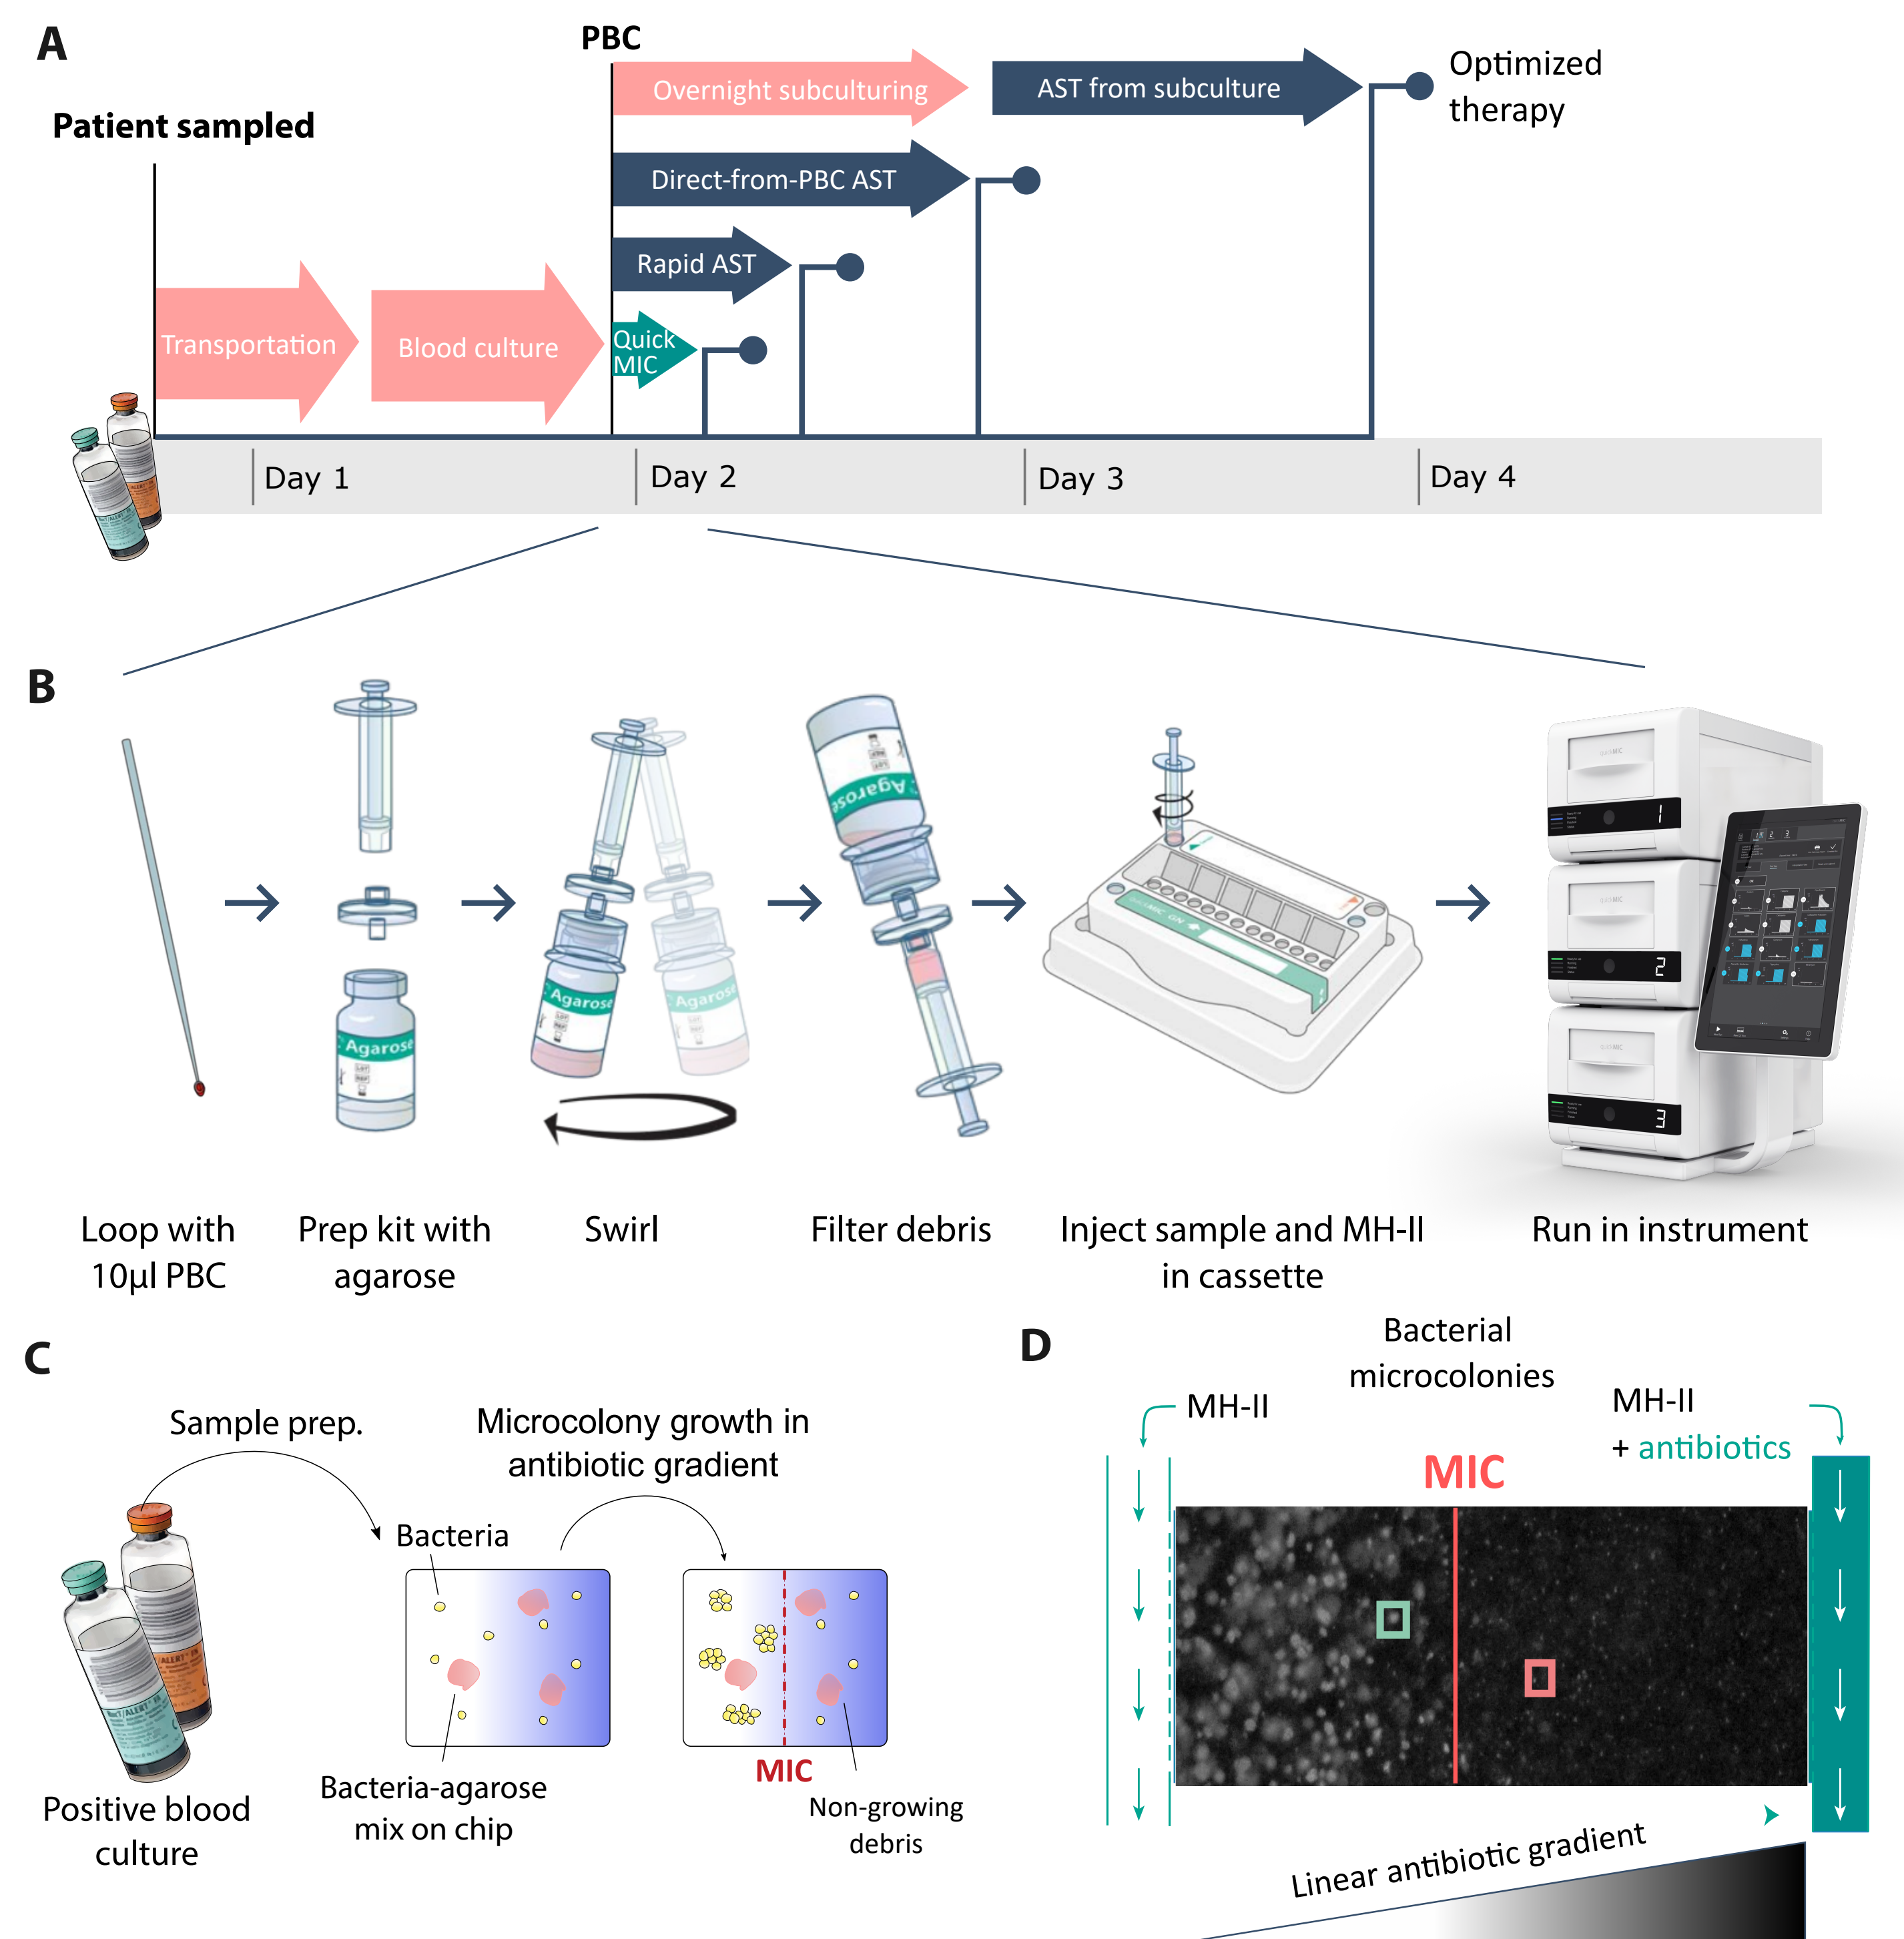 A
PBC
Patient sampled
Overnight subculturing
AST from subculture
Optimized
therapy
Direct-from-PBC AST
Rapid AST
Quick
MIC
Transportation
Blood culture
Day 1
Day 2
Day 3
Day 4
B
Agarose
Agarose
Agarose
Agarose
1
2
3
Loop with
10µl PBC
Prep kit with
agarose
Swirl
Filter debris
Inject sample and MH-II
in cassette
Run in instrument
C
Sample prep.
Microcolony growth in
antibiotic gradient
Bacteria
MIC
Positive blood
culture
Bacteria-agarose
mix on chip
Non-growing
debris
D
Bacterial
microcolonies
MH-II
MH-II
+ antibiotics
MIC
Linear antibiotic gradient